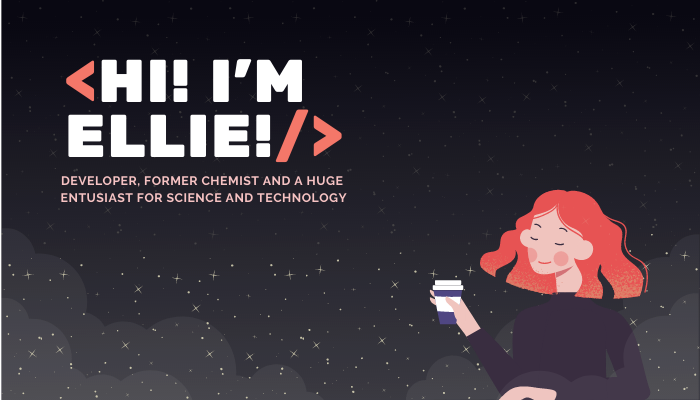 <HI! I'M
ELLIE!/>
DEVELOPER, FORMER CHEMIST AND A HUGE
ENTUSIAST FOR SCIENCE AND TECHNOLOGY